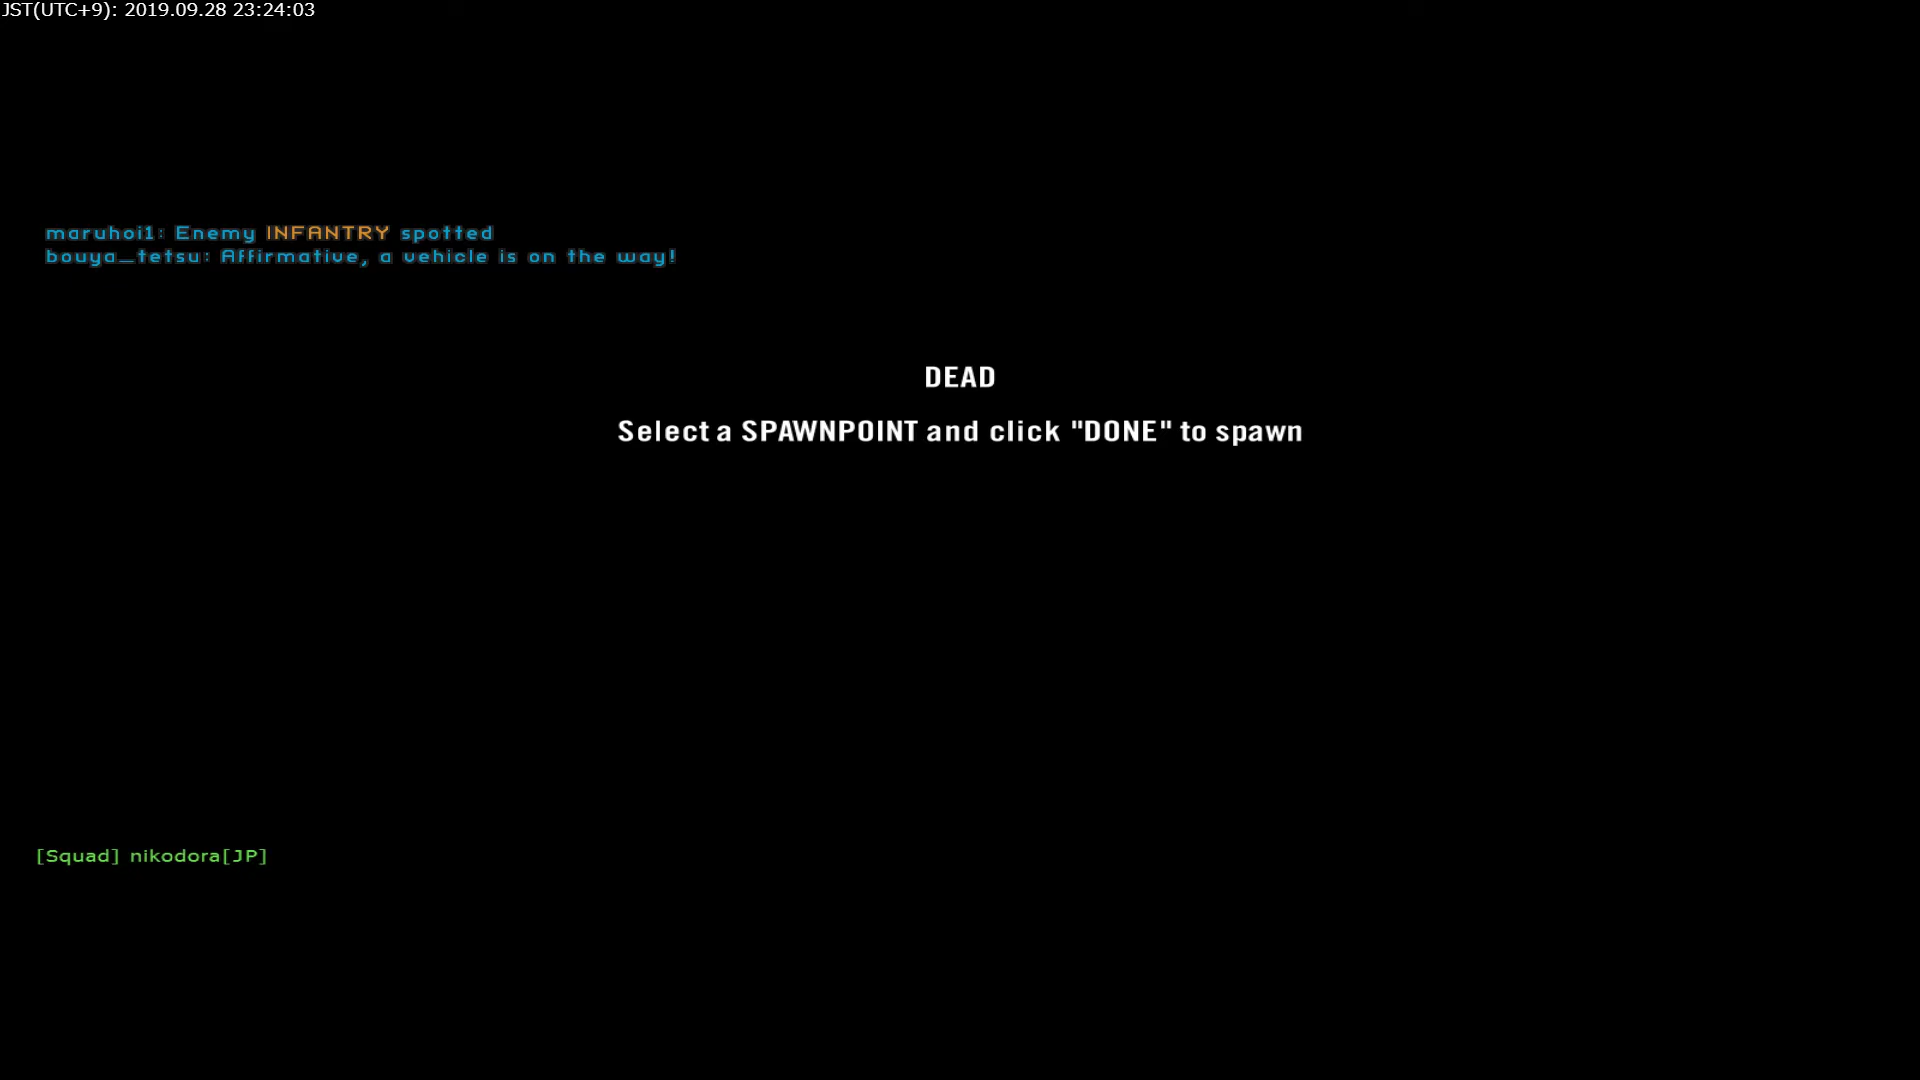 JST(UTC+9): 2019.09.28 23:24:03
maruhoi1: Enemy INFANTRY spotted
bouya_tetsu: Affirmative, a vehicle is on the way!
DEAD
Select a SPAWNPOINT and click "DONE" to spawn
[Squad] nikodora[JP]